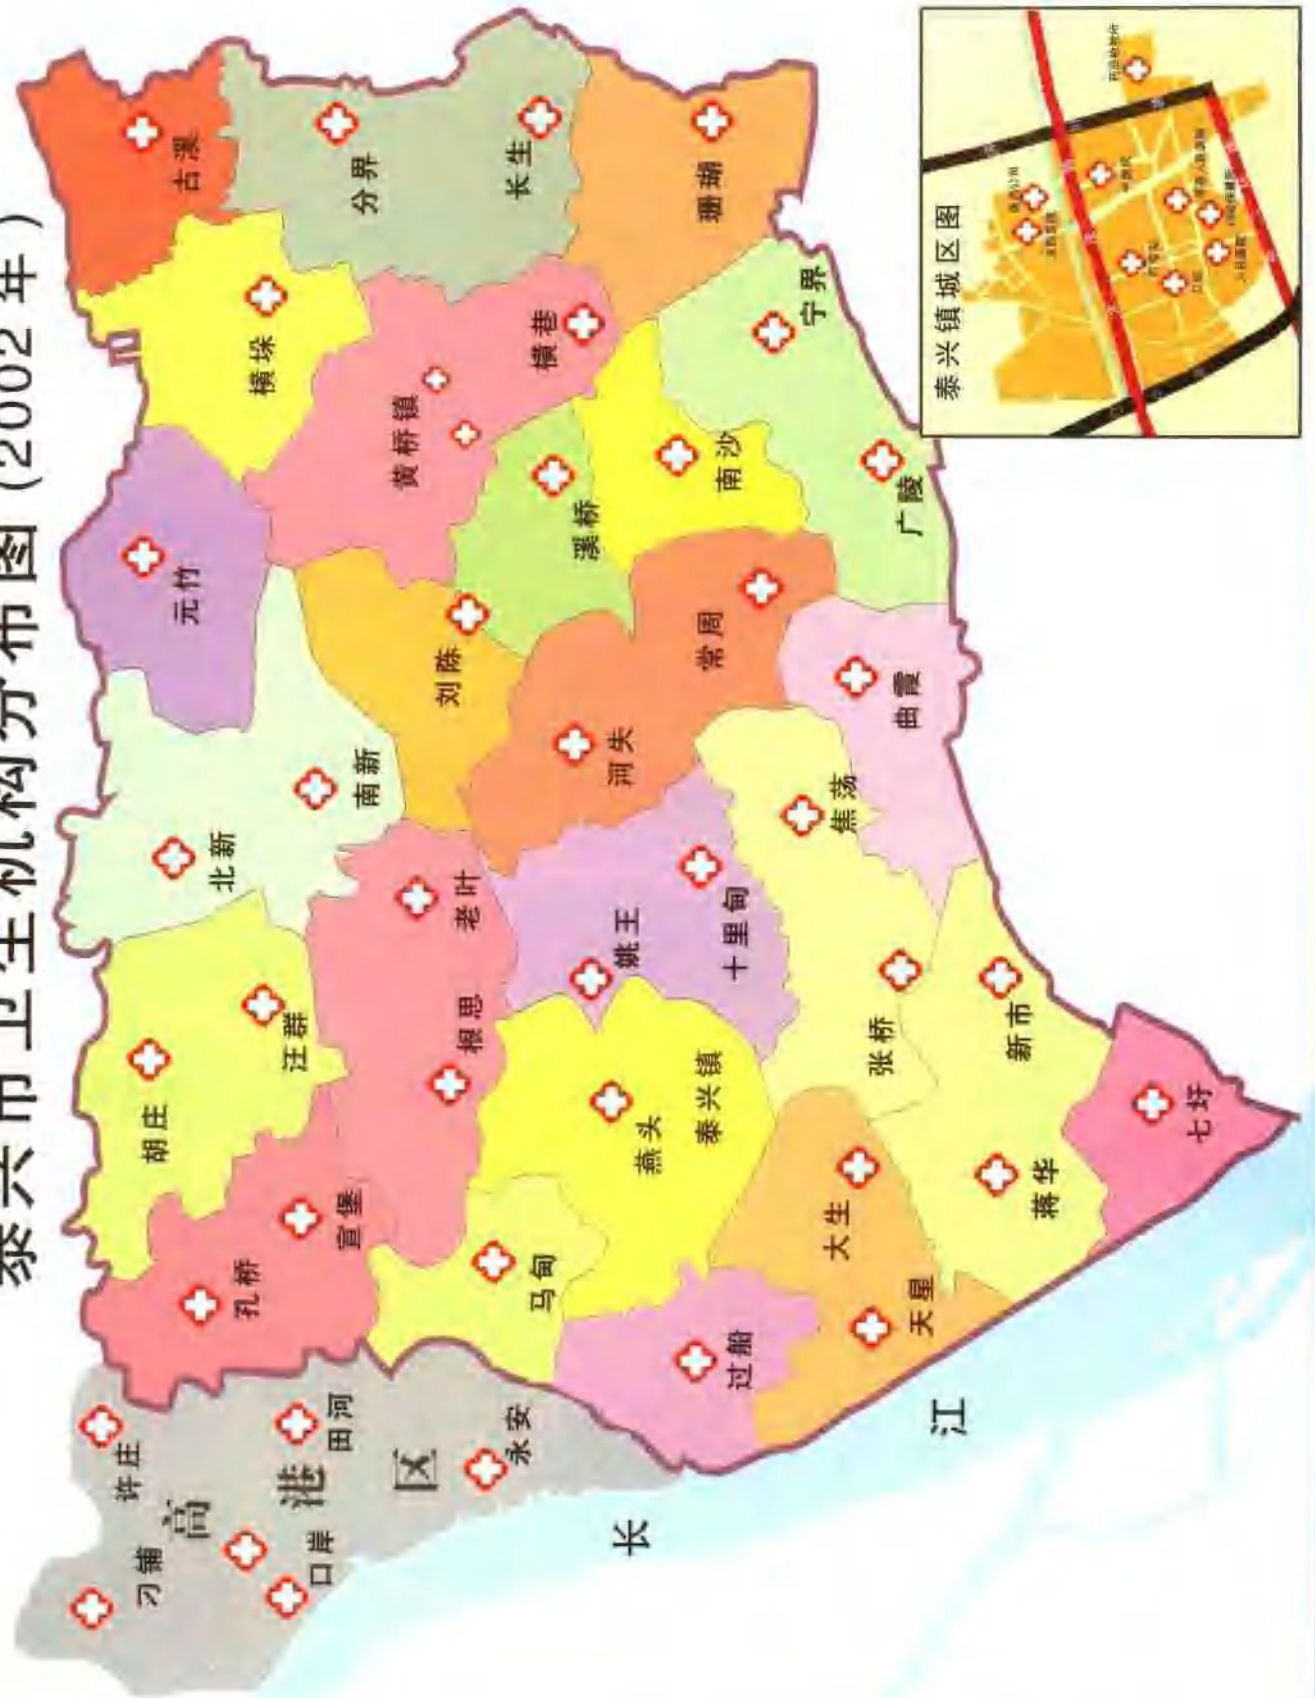 泰兴市卫生机构分布图（2002年）
古溪
分界
长生
珊瑚
横垛
黄桥镇
横巷
宁界
元竹
溪桥
南沙
广陵
刘陈
常周
曲霞
北新
南新
河失
焦荡
老叶
姚王
十里甸
胡庄
汪群
根思
张桥
新市
燕头
泰兴镇
七圩
孔桥
宣堡
马甸
大生
蒋华
过船
天星
许庄
田河
永安
刁铺
口岸
高港区
长江
泰兴镇城区图